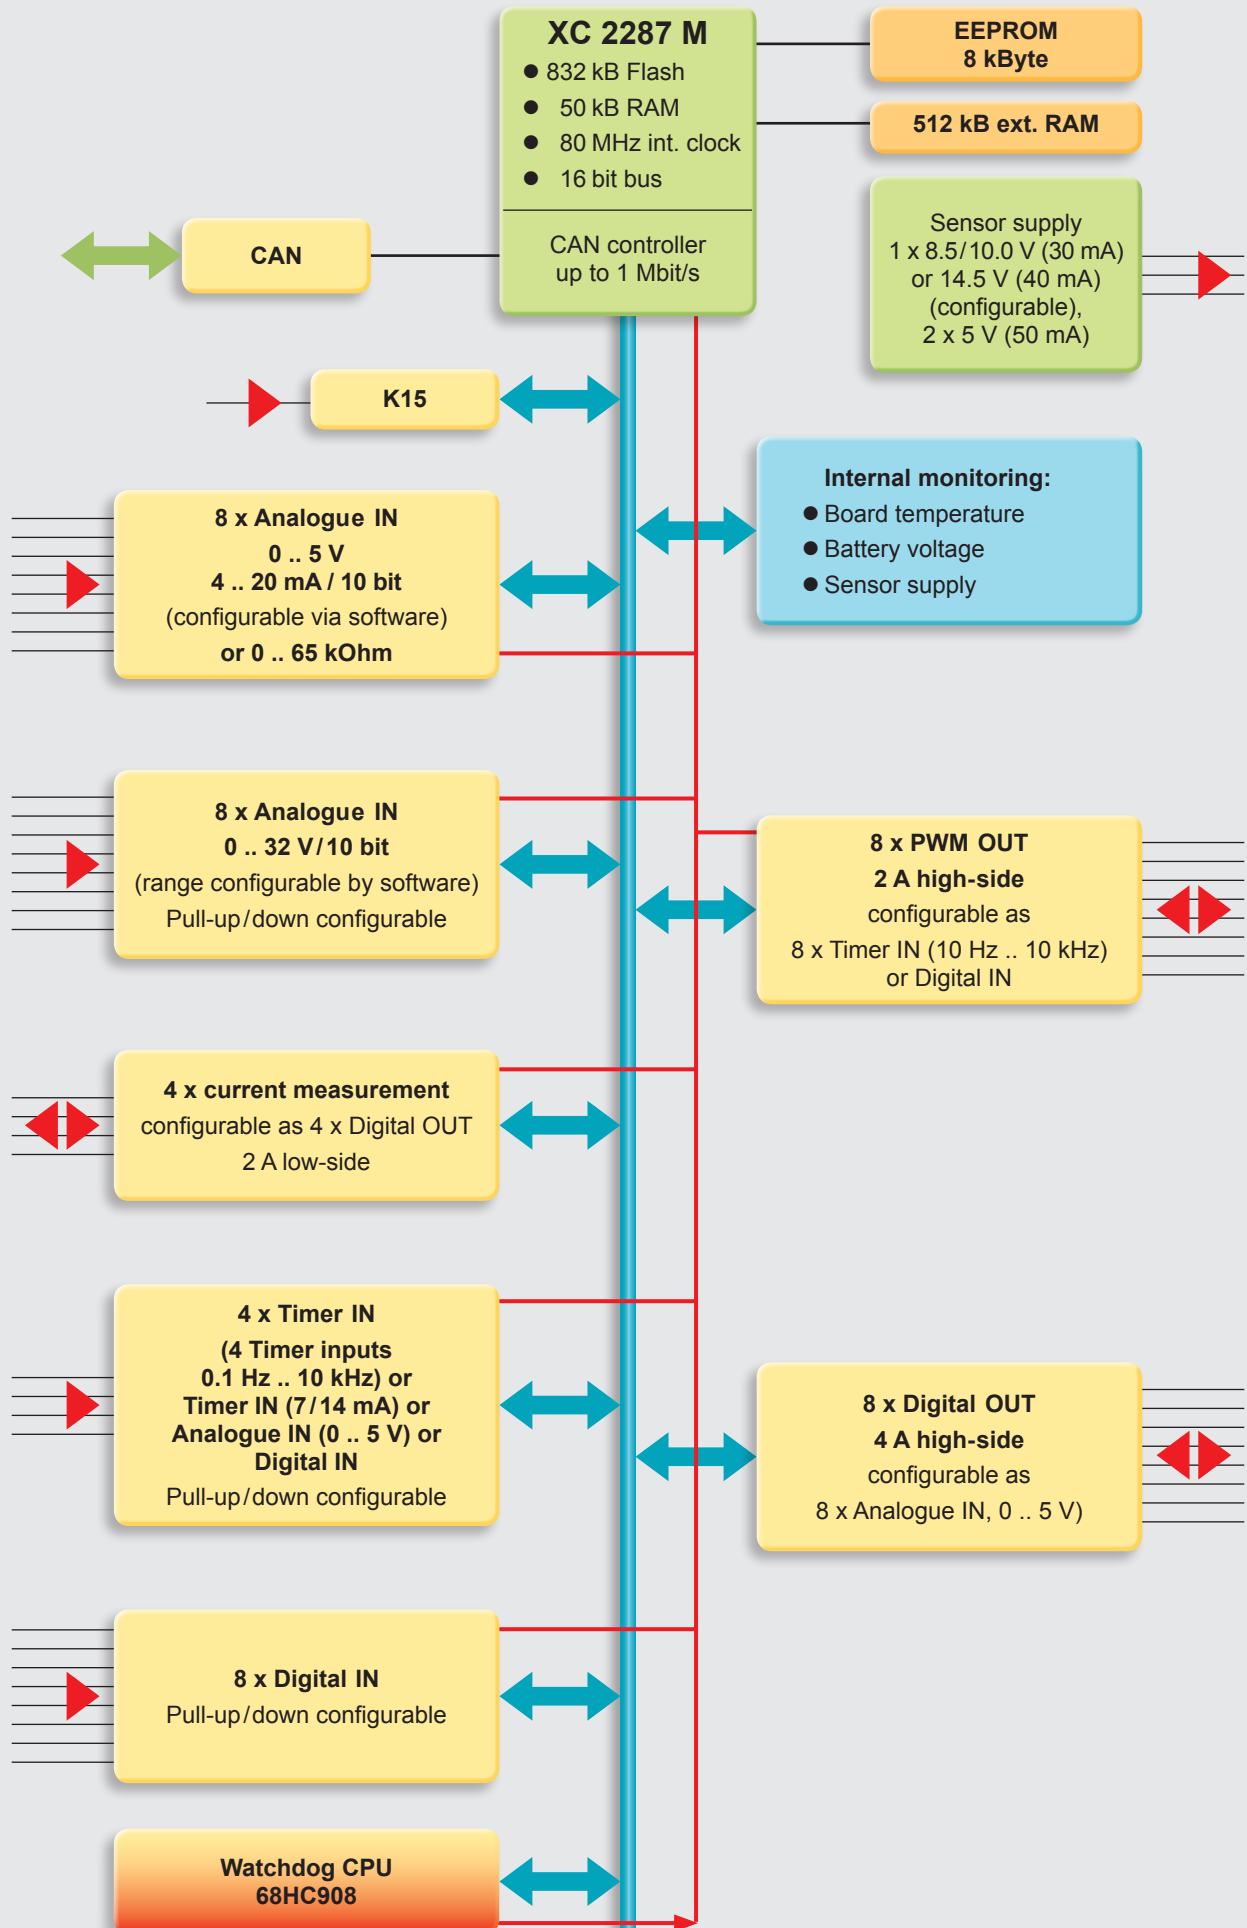 XC 2287 M
● 832 kB Flash
● 50 kB RAM
● 80 MHz int. clock
● 16 bit bus
CAN controller
up to 1 Mbit/s
EEPROM
8 kByte
512 kB ext. RAM
Sensor supply
1 x 8.5/10.0 V (30 mA)
or 14.5 V (40 mA)
(configurable),
2 x 5 V (50 mA)
CAN
K15
Internal monitoring:
● Board temperature
● Battery voltage
● Sensor supply
8 x Analogue IN
0 .. 5 V
4 .. 20 mA / 10 bit
(configurable via software)
or 0 .. 65 kOhm
8 x Analogue IN
0 .. 32 V/10 bit
(range configurable by software)
Pull-up/down configurable
8 x PWM OUT
2 A high-side
configurable as
8 x Timer IN (10 Hz .. 10 kHz)
or Digital IN
4 x current measurement
configurable as 4 x Digital OUT
2 A low-side
4 x Timer IN
(4 Timer inputs
0.1 Hz .. 10 kHz) or
Timer IN (7/14 mA) or
Analogue IN (0 .. 5 V) or
Digital IN
Pull-up/down configurable
8 x Digital OUT
4 A high-side
configurable as
8 x Analogue IN, 0 .. 5 V)
8 x Digital IN
Pull-up/down configurable
Watchdog CPU
68HC908